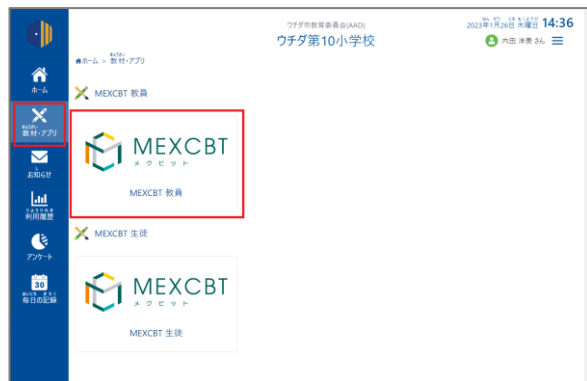 ウチダ市教育委員会(AAD)
2023年1月26日 木曜日 14:36
ウチダ第10小学校
内田 洋美 さん
ホーム > 教材・アプリ
ホーム
MEXCBT 教員
教材・アプリ
MEXCBT
メクビット
MEXCBT 教員
お知らせ
利用履歴
MEXCBT 生徒
アンケート
MEXCBT
メクビット
30
毎日の記録
MEXCBT 生徒